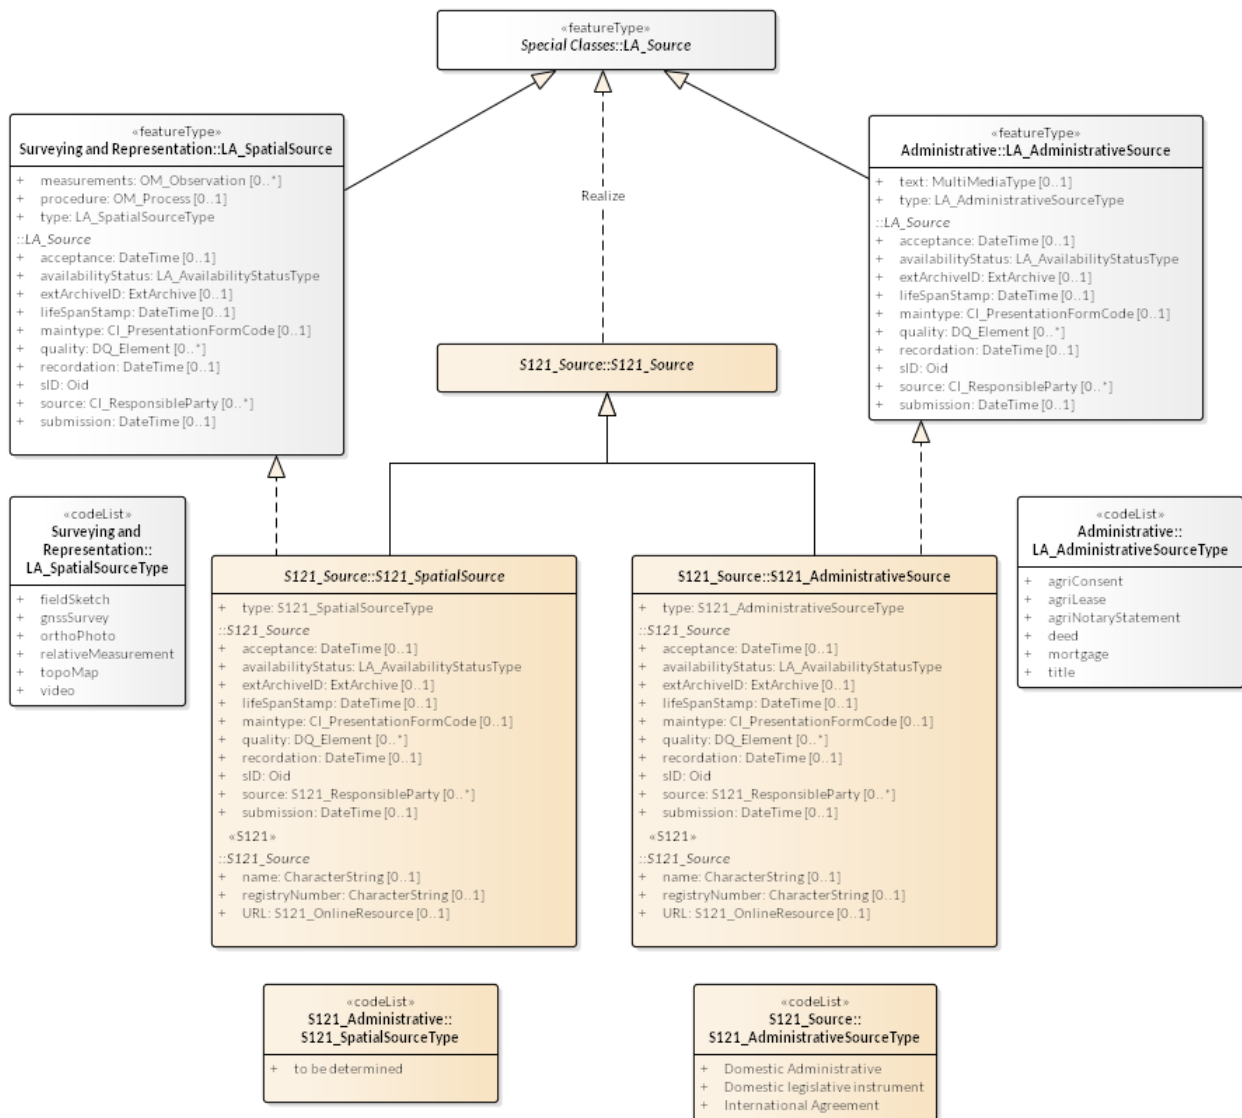 «featureType»
Special Classes::LA_Source
«featureType»
Surveying and Representation::LA_SpatialSource
+ measurements: OM_Observation [0..*]
+ procedure: OM_Process [0..1]
+ type: LA_SpatialSourceType
::LA_Source
+ acceptance: DateTime [0..1]
+ availabilityStatus: LA_AvailabilityStatusType
+ extArchiveID: ExtArchive [0..1]
+ lifeSpanStamp: DateTime [0..1]
+ maintype: CI_PresentationFormCode [0..1]
+ quality: DQ_Element [0..*]
+ recordation: DateTime [0..1]
+ sID: Oid
+ source: CI_ResponsibleParty [0..*]
+ submission: DateTime [0..1]
«featureType»
Administrative::LA_AdministrativeSource
+ text: MultiMediaType [0..1]
+ type: LA_AdministrativeSourceType
::LA_Source
+ acceptance: DateTime [0..1]
+ availabilityStatus: LA_AvailabilityStatusType
+ extArchiveID: ExtArchive [0..1]
+ lifeSpanStamp: DateTime [0..1]
+ maintype: CI_PresentationFormCode [0..1]
+ quality: DQ_Element [0..*]
+ recordation: DateTime [0..1]
+ sID: Oid
+ source: CI_ResponsibleParty [0..*]
+ submission: DateTime [0..1]
Realize
S121_Source::S121_Source
«codeList»
Surveying and
Representation::
LA_SpatialSourceType
+ fieldSketch
+ gnssSurvey
+ orthoPhoto
+ relativeMeasurement
+ topoMap
+ video
S121_Source::S121_SpatialSource
+ type: S121_SpatialSourceType
::S121_Source
+ acceptance: DateTime [0..1]
+ availabilityStatus: LA_AvailabilityStatusType
+ extArchiveID: ExtArchive [0..1]
+ lifeSpanStamp: DateTime [0..1]
+ maintype: CI_PresentationFormCode [0..1]
+ quality: DQ_Element [0..*]
+ recordation: DateTime [0..1]
+ sID: Oid
+ source: S121_ResponsibleParty [0..*]
+ submission: DateTime [0..1]
«S121»
::S121_Source
+ name: CharacterString [0..1]
+ registryNumber: CharacterString [0..1]
+ URL: S121_OnlineResource [0..1]
S121_Source::S121_AdministrativeSource
+ type: S121_AdministrativeSourceType
::S121_Source
+ acceptance: DateTime [0..1]
+ availabilityStatus: LA_AvailabilityStatusType
+ extArchiveID: ExtArchive [0..1]
+ lifeSpanStamp: DateTime [0..1]
+ maintype: CI_PresentationFormCode [0..1]
+ quality: DQ_Element [0..*]
+ recordation: DateTime [0..1]
+ sID: Oid
+ source: S121_ResponsibleParty [0..*]
+ submission: DateTime [0..1]
«S121»
::S121_Source
+ name: CharacterString [0..1]
+ registryNumber: CharacterString [0..1]
+ URL: S121_OnlineResource [0..1]
«codeList»
Administrative::
LA_AdministrativeSourceType
+ agriConsent
+ agriLease
+ agriNotaryStatement
+ deed
+ mortgage
+ title
«codeList»
S121_Administrative::
S121_SpatialSourceType
+ to be determined
«codeList»
S121_Source::
S121_AdministrativeSourceType
+ Domestic Administrative
+ Domestic legislative instrument
+ International Agreement